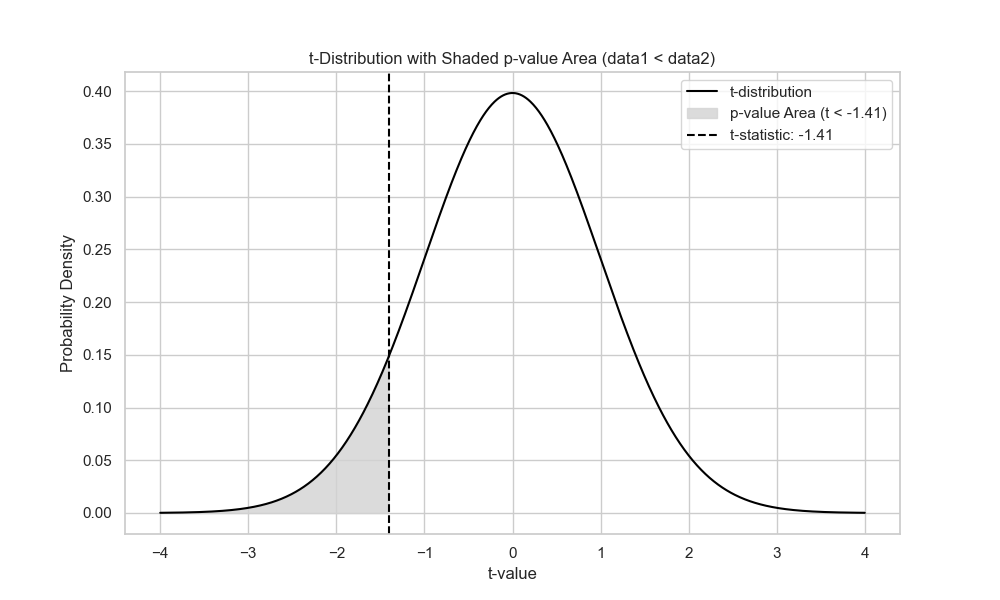 t-Distribution with Shaded p-value Area (data1 < data2)
t-distribution
p-value Area (t < -1.41)
t-statistic: -1.41
Probability Density
0.40
0.35
0.30
0.25
0.20
0.15
0.10
0.05
0.00
−4 −3 −2 −1 0 1 2 3 4
t-value